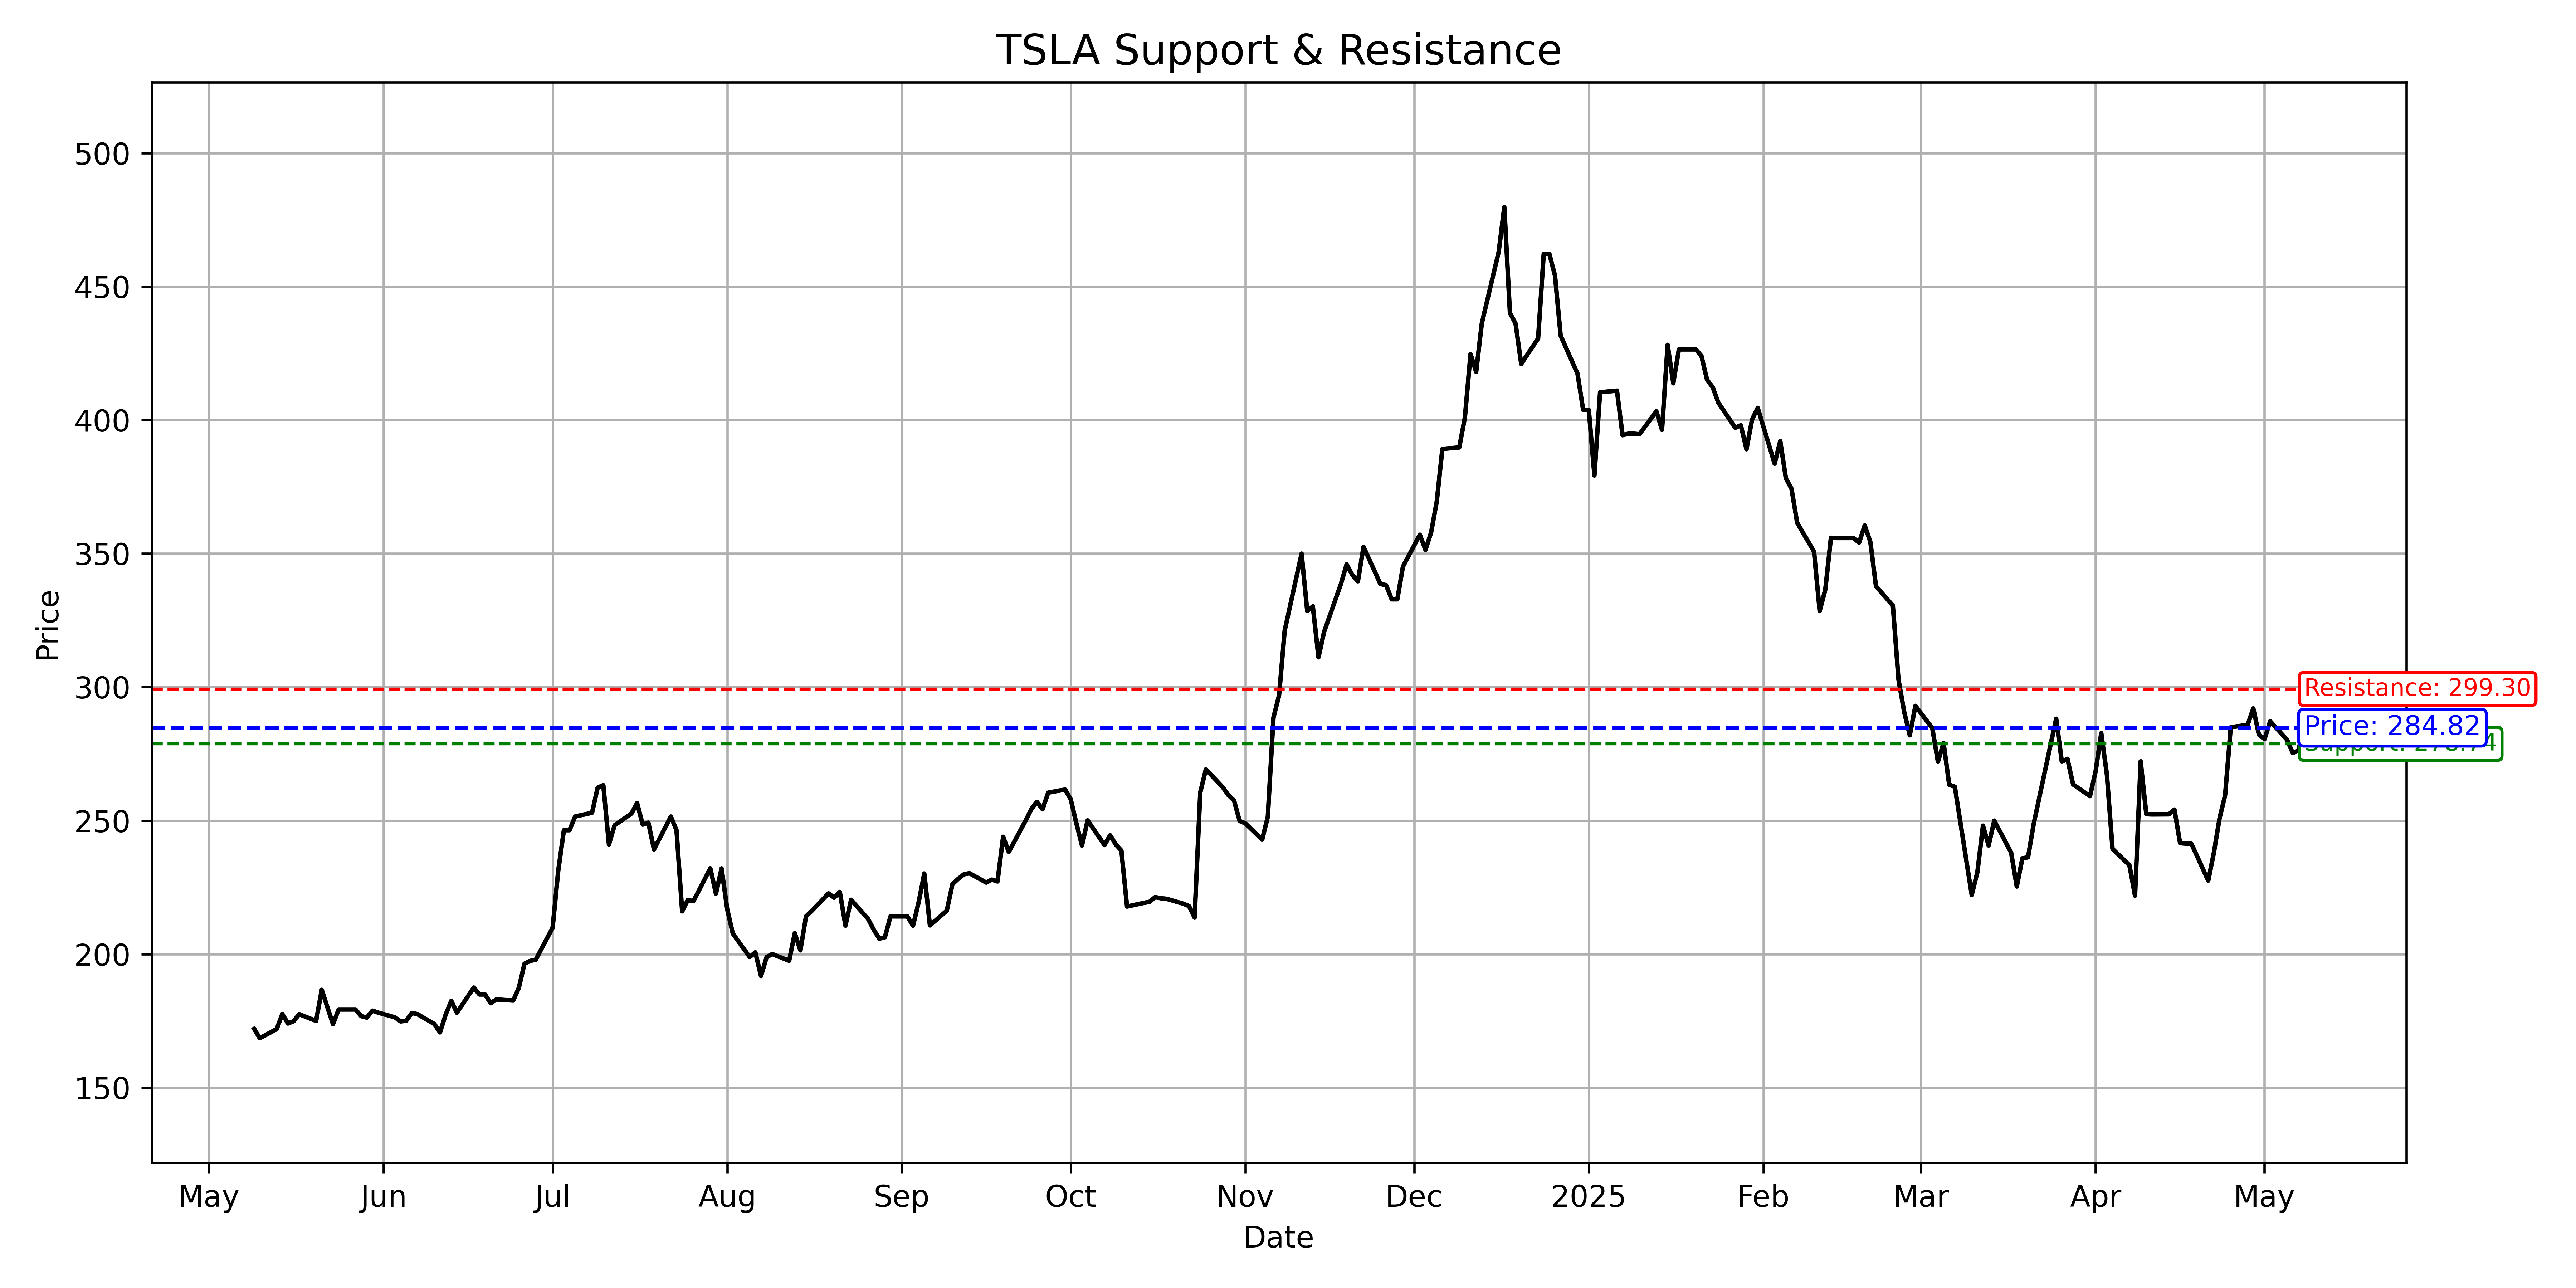 TSLA Support & Resistance
500
450
400
350
300
250
200
150
Price
Resistance: 299.30
Price: 284.82
May
Jun
Jul
Aug
Sep
Oct
Nov
Dec
2025
Feb
Mar
Apr
May
Date